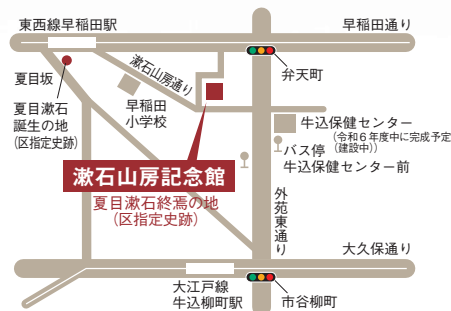 東西線早稲田駅
早稲田通り
夏目坂
漱石山房通り
弁天町
夏目漱石
誕生の地
(区指定史跡)
早稲田
小学校
牛込保健センター
(令和6年度中に完成予定
(建設中))
バス停
牛込保健センター前
漱石山房記念館
夏目漱石終焉の地
(区指定史跡)
外苑東通り
大久保通り
大江戸線
牛込柳町駅
市谷柳町